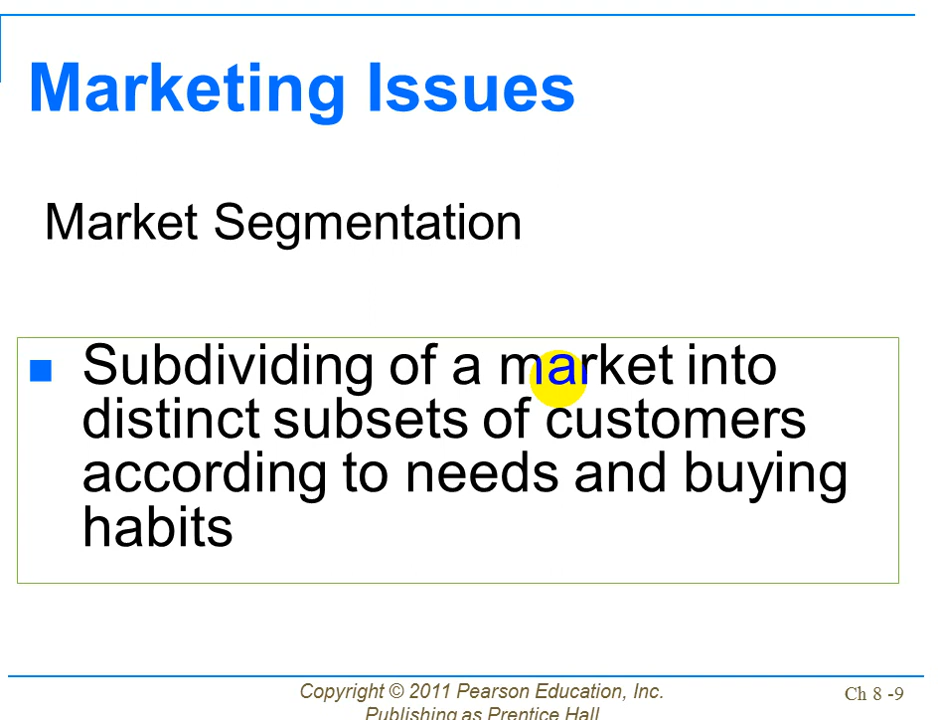 Marketing Issues
Market Segmentation
Subdividing of a market into
distinct subsets of customers
according to needs and buying
habits
Copyright © 2011 Pearson Education, Inc.
Publishing as Prentice Hall
Ch 8 -9